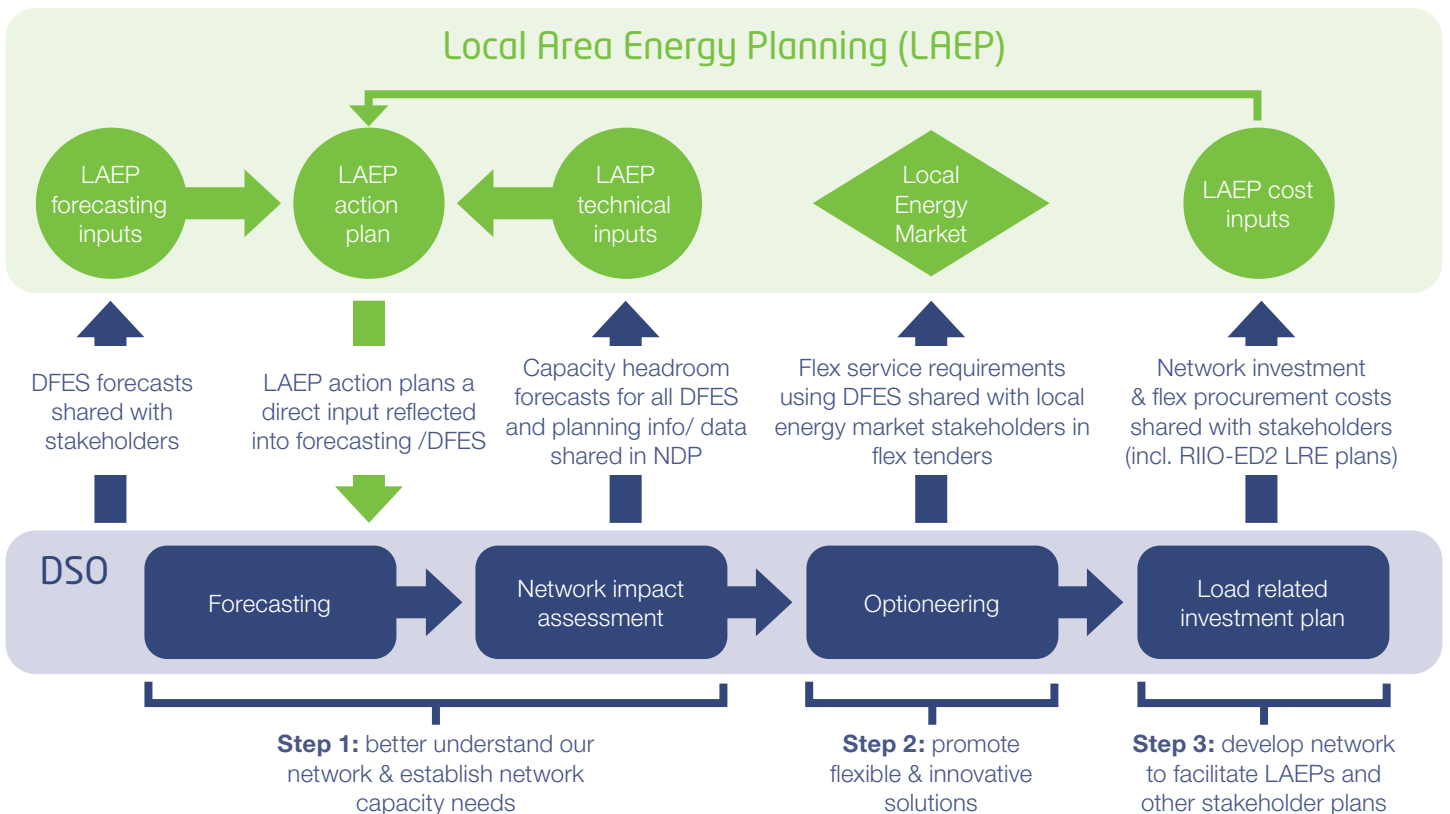 Local Area Energy Planning (LAEP)
LAEP
forecasting
inputs
LAEP
action
plan
LAEP
technical
inputs
Local
Energy
Market
LAEP cost
inputs
DFES forecasts
shared with
stakeholders
LAEP action plans a
direct input reflected
into forecasting /DFES
Capacity headroom
forecasts for all DFES
and planning info/ data
shared in NDP
Flex service requirements
using DFES shared with local
energy market stakeholders in
flex tenders
Network investment
& flex procurement costs
shared with stakeholders
(incl. RIIO-ED2 LRE plans)
DSO
Forecasting
Network impact
assessment
Optioneering
Load related
investment plan
Step 1: better understand our
network & establish network
capacity needs
Step 2: promote
flexible & innovative
solutions
Step 3: develop network
to facilitate LAEPs and
other stakeholder plans